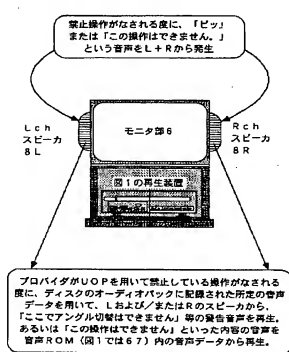 禁止操作がなされる度に、「ピッ」
または「この操作はできません。」
という音声をL+Rから発生
Lch
スピーカ
8L
モニタ部6
Rch
スピーカ
8R
図1の再生装置
プロバイダがUOPを用いて禁止している操作がなされる
度に、ディスクのオーディオパックに記録された所定の音声
データを用いて、Lおよび/またはRのスピーカから、
「ここでアングル切替はできません」等の警告音声を再生。
あるいは「この操作はできません」といった内容の音声を
音声ROM(図1では67)内の音声データから再生。